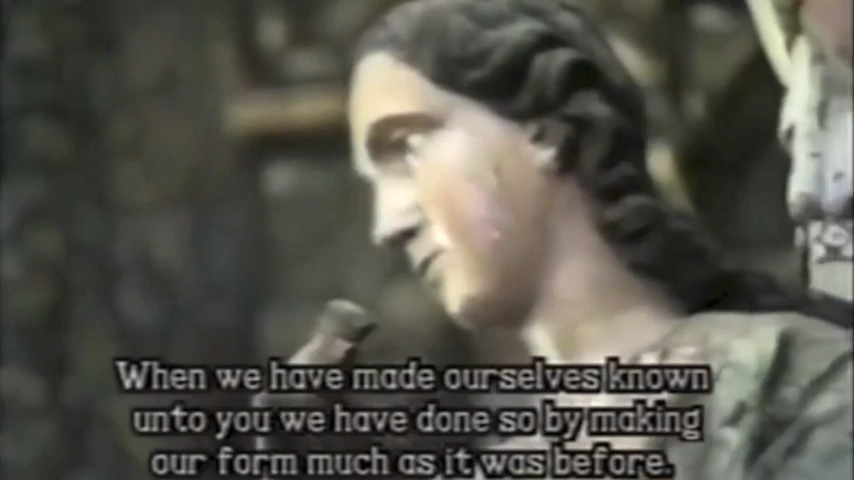 When we have made ourselves known
unto you we have done so by making
our form much as it was before.